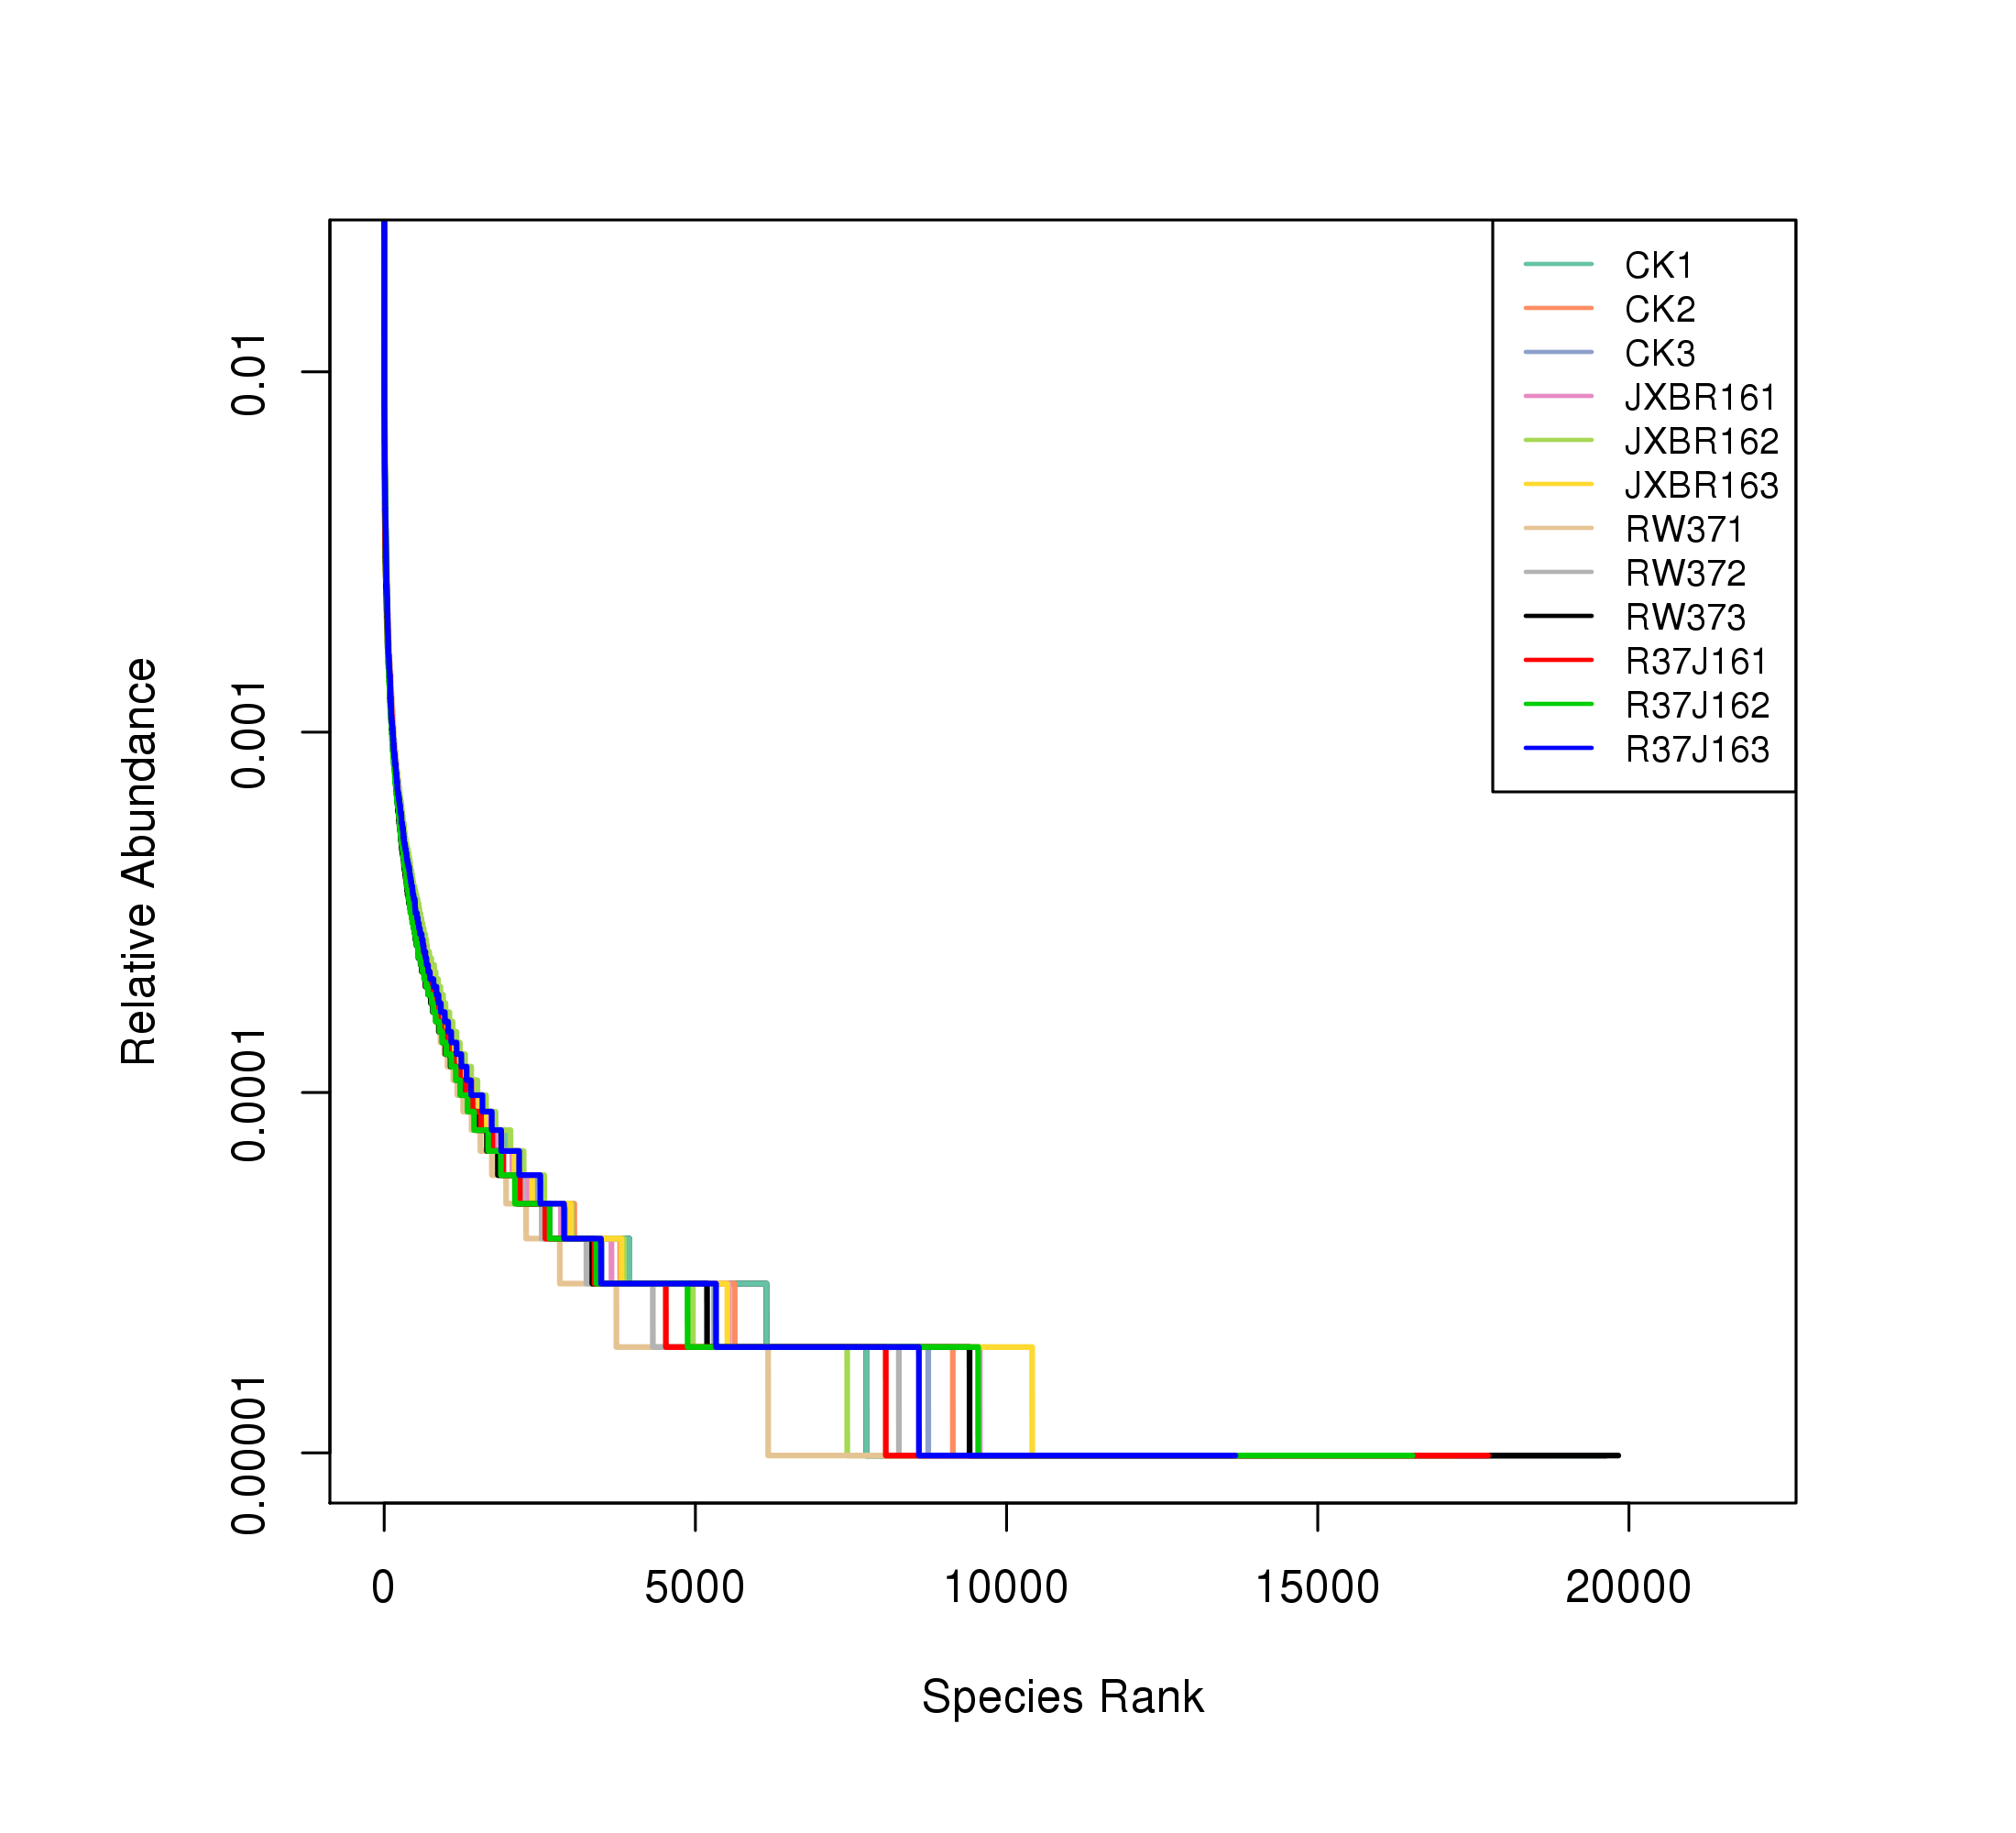 CK1
CK2
CK3
JXBR161
JXBR162
JXBR163
RW371
RW372
RW373
R37J161
R37J162
R37J163
0.01
0.001
0.0001
0.00001
Relative Abundance
0 5000 10000 15000 20000
Species Rank